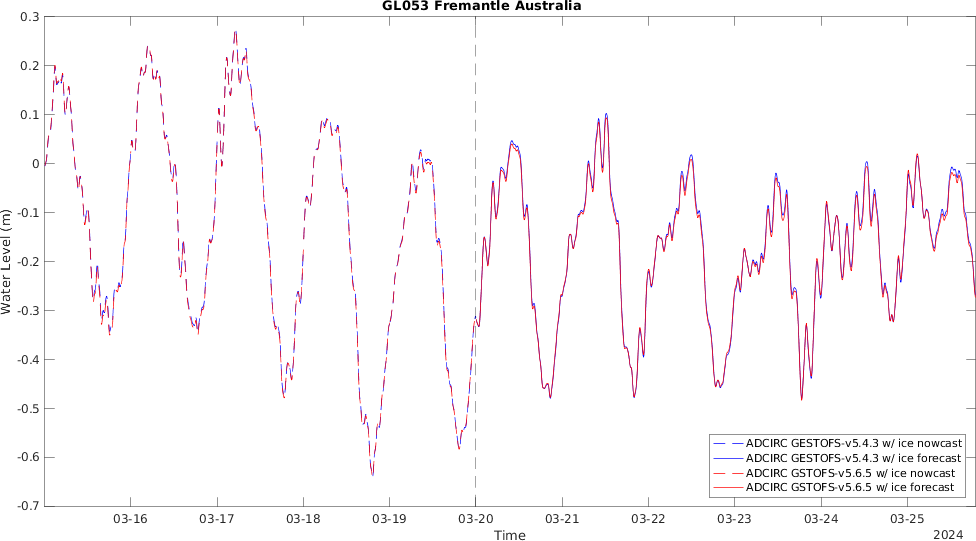 GL053 Fremantle Australia
0.3
0.2
0.1
0
-0.1
-0.2
-0.3
-0.4
-0.5
-0.6
-0.7
Water Level (m)
ADCIRC GESTOFS-v5.4.3 w/ ice nowcast
ADCIRC GESTOFS-v5.4.3 w/ ice forecast
ADCIRC GSTOFS-v5.6.5 w/ ice nowcast
ADCIRC GSTOFS-v5.6.5 w/ ice forecast
03-16 03-17 03-18 03-19 03-20 03-21 03-22 03-23 03-24 03-25
Time
2024